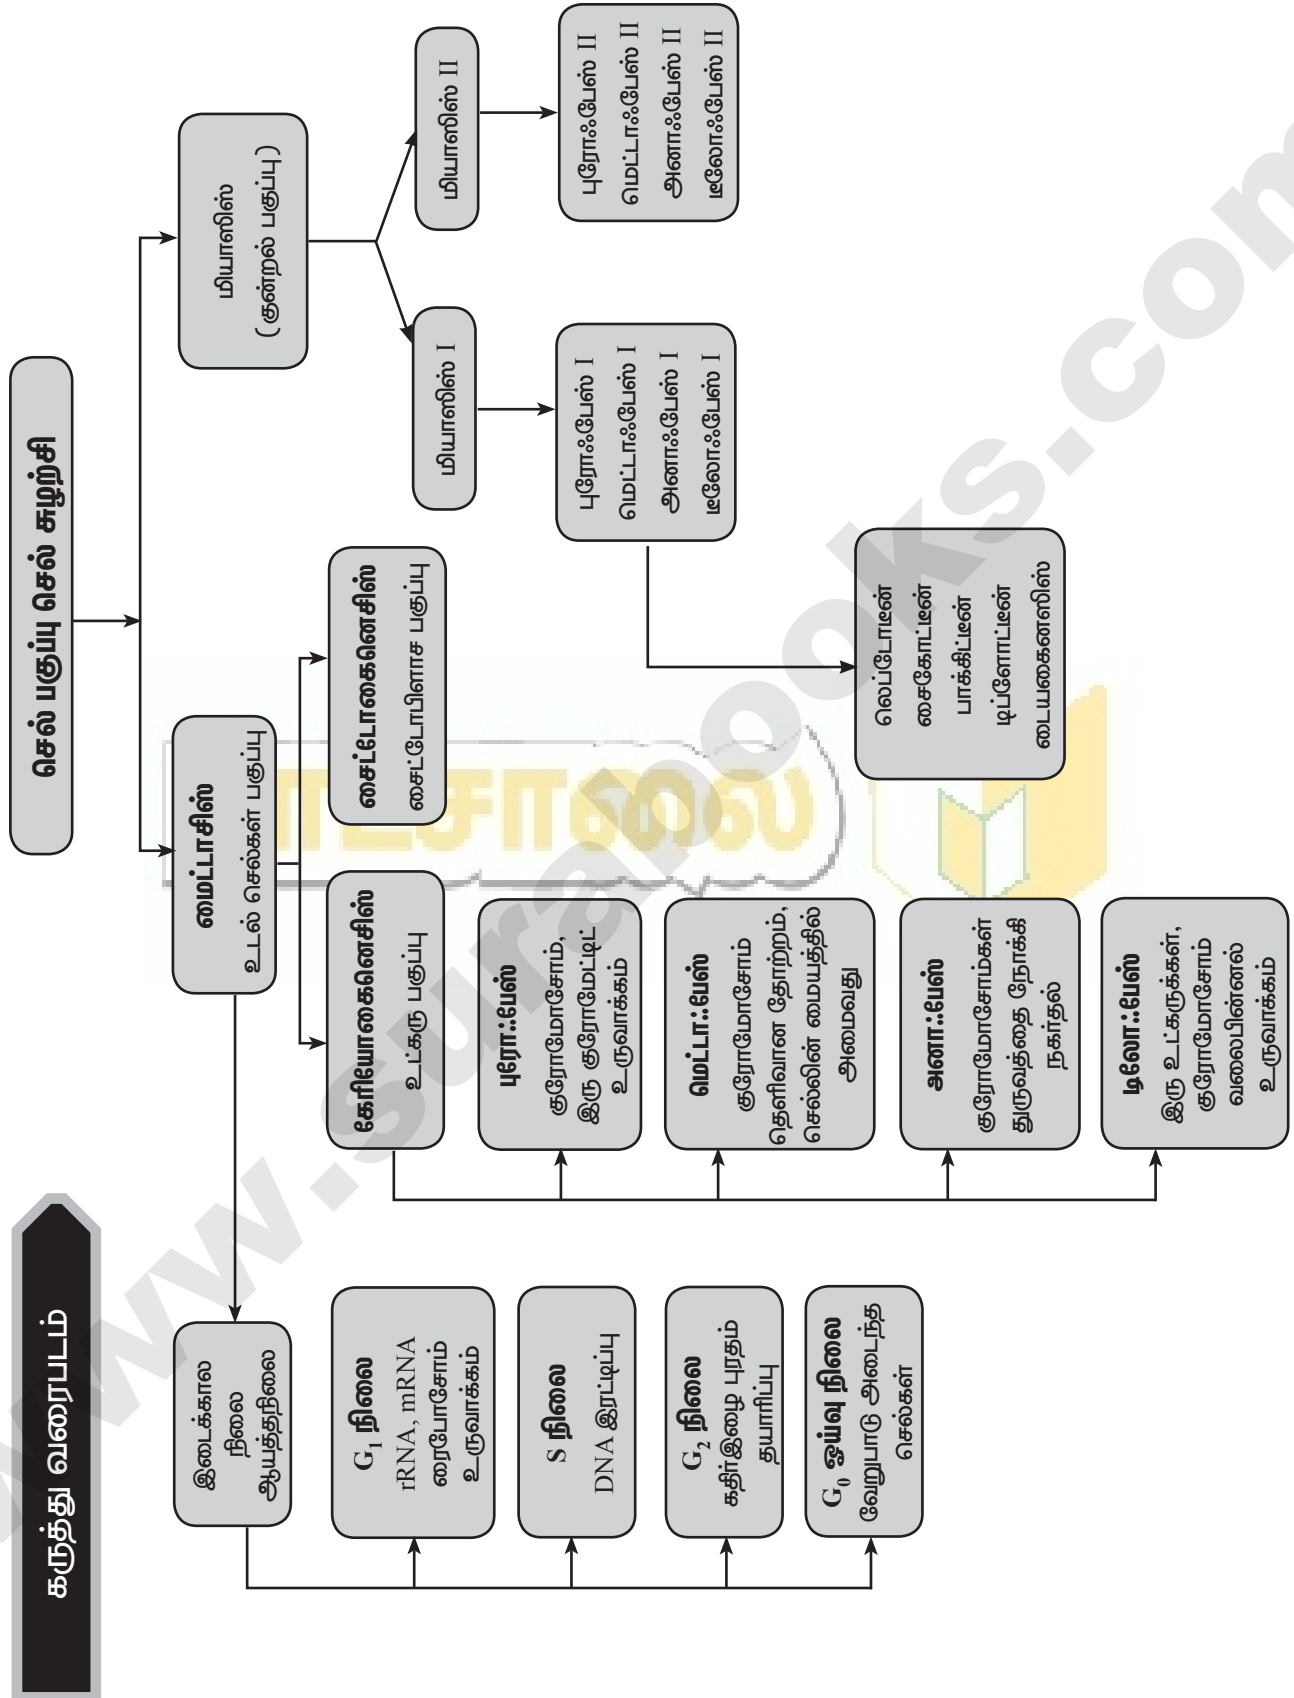 கருத்து வரைபடம்
செல் பகுப்பு செல் சுழற்சி
மைட்டாசிஸ்
உடல் செல்கள் பகுப்பு
மியாஸிஸ்
(குன்றல் பகுப்பு)
இடைக்கால
நிலை
ஆயத்தநிலை
G₁ நிலை
rRNA, mRNA
ரைபோசோம்
உருவாக்கம்
S நிலை
DNA இரட்டிப்பு
G₂ நிலை
கதிர்இழை புரதம்
தயாரிப்பு
G₀ ஓய்வு நிலை
வேறுபாடு அடைந்த
செல்கள்
கேரியோகைனெசிஸ்
உட்கரு பகுப்பு
சைட்டோகைனெசிஸ்
சைட்டோபிளாச பகுப்பு
புரோஃபேஸ்
குரோமோசோம்,
இரு குரோமேட்டிட்
உருவாக்கம்
மெட்டாஃபேஸ்
குரோமோசோம்
தெளிவான தோற்றம்,
செல்லின் மையத்தில்
அமைவது
அனாஃபேஸ்
குரோமோசோம்கள்
துருவத்தை நோக்கி
நகர்தல்
டிலோஃபேஸ்
இரு உட்கருக்கள்,
குரோமோசோம்
வலைபின்னல்
உருவாக்கம்
மியாஸிஸ் I
மியாஸிஸ் II
புரோஃபேஸ் I
மெட்டாஃபேஸ் I
அனாஃபேஸ் I
டீலோஃபேஸ் I
புரோஃபேஸ் II
மெட்டாஃபேஸ் II
அனாஃபேஸ் II
டீலோஃபேஸ் II
லெப்டோடீன்
சைகோட்டீன்
பாக்கிட்டீன்
டிப்ளோட்டீன்
டையகைனஸிஸ்
www.surabooks.com